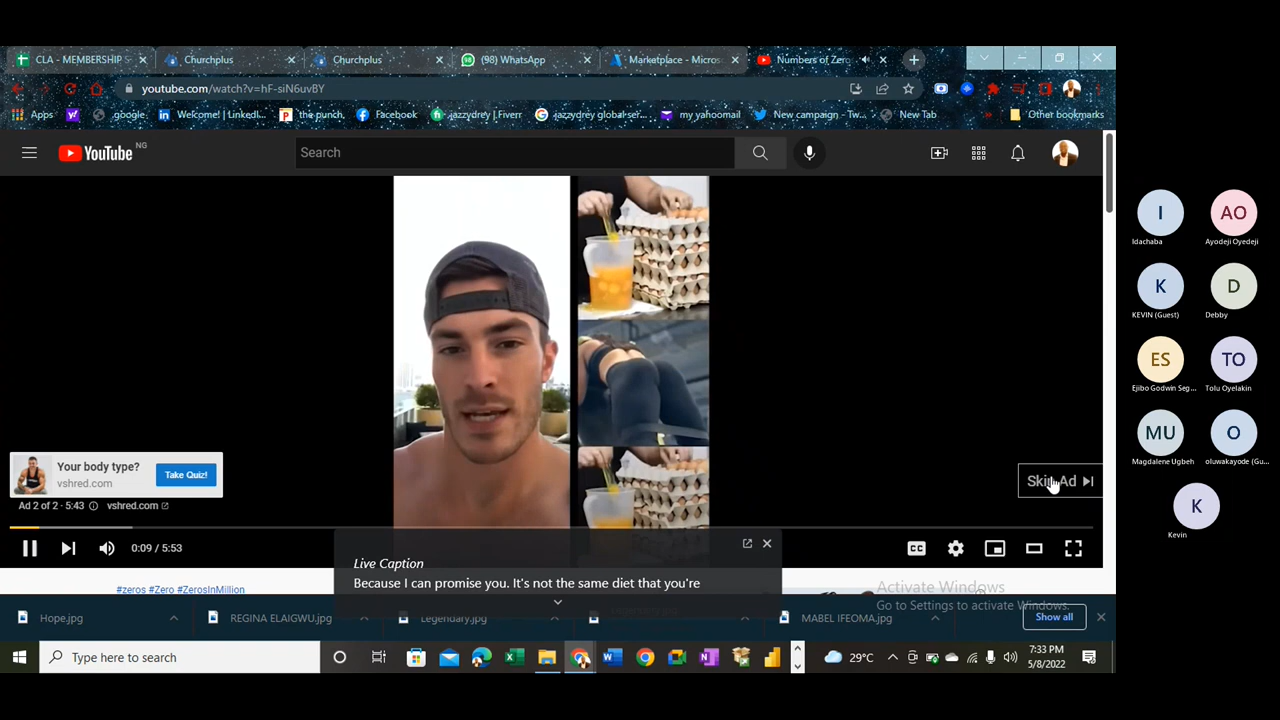 CLA - MEMBERSHIP S
Churchplus
Churchplus
(98) WhatsApp
Marketplace - Micros
Numbers of Zero
youtube.com/watch?v=hF-siN6uvBY
Apps
.google
Welcome! | LinkedI...
the punch,
Facebook
jazzydrey | Fiverr
jazzydrey global ser...
my yahoomail
New campaign - Tw...
New Tab
Other bookmarks
YouTube NG
Search
Your body type?
vshred.com
Take Quiz!
Ad 2 of 2 · 5:43
vshred.com
Skip Ad
0:09 / 5:53
CC
Live Caption
Because I can promise you. It's not the same diet that you're
#zeros #Zero #ZerosInMillion
Activate Windows
Go to Settings to activate Windows.
Hope.jpg
REGINA ELAIGWU.jpg
Legendary.jpg
MABEL IFEOMA.jpg
Show all
Type here to search
29°C
7:33 PM
5/8/2022
I
Idachaba
AO
Ayodeji Oyedeji
K
KEVIN (Guest)
D
Debby
ES
Ejibo Godwin Seg...
TO
Tolu Oyelakin
MU
Magdalene Ugbeh
O
oluwakayode (Gu...
K
Kevin